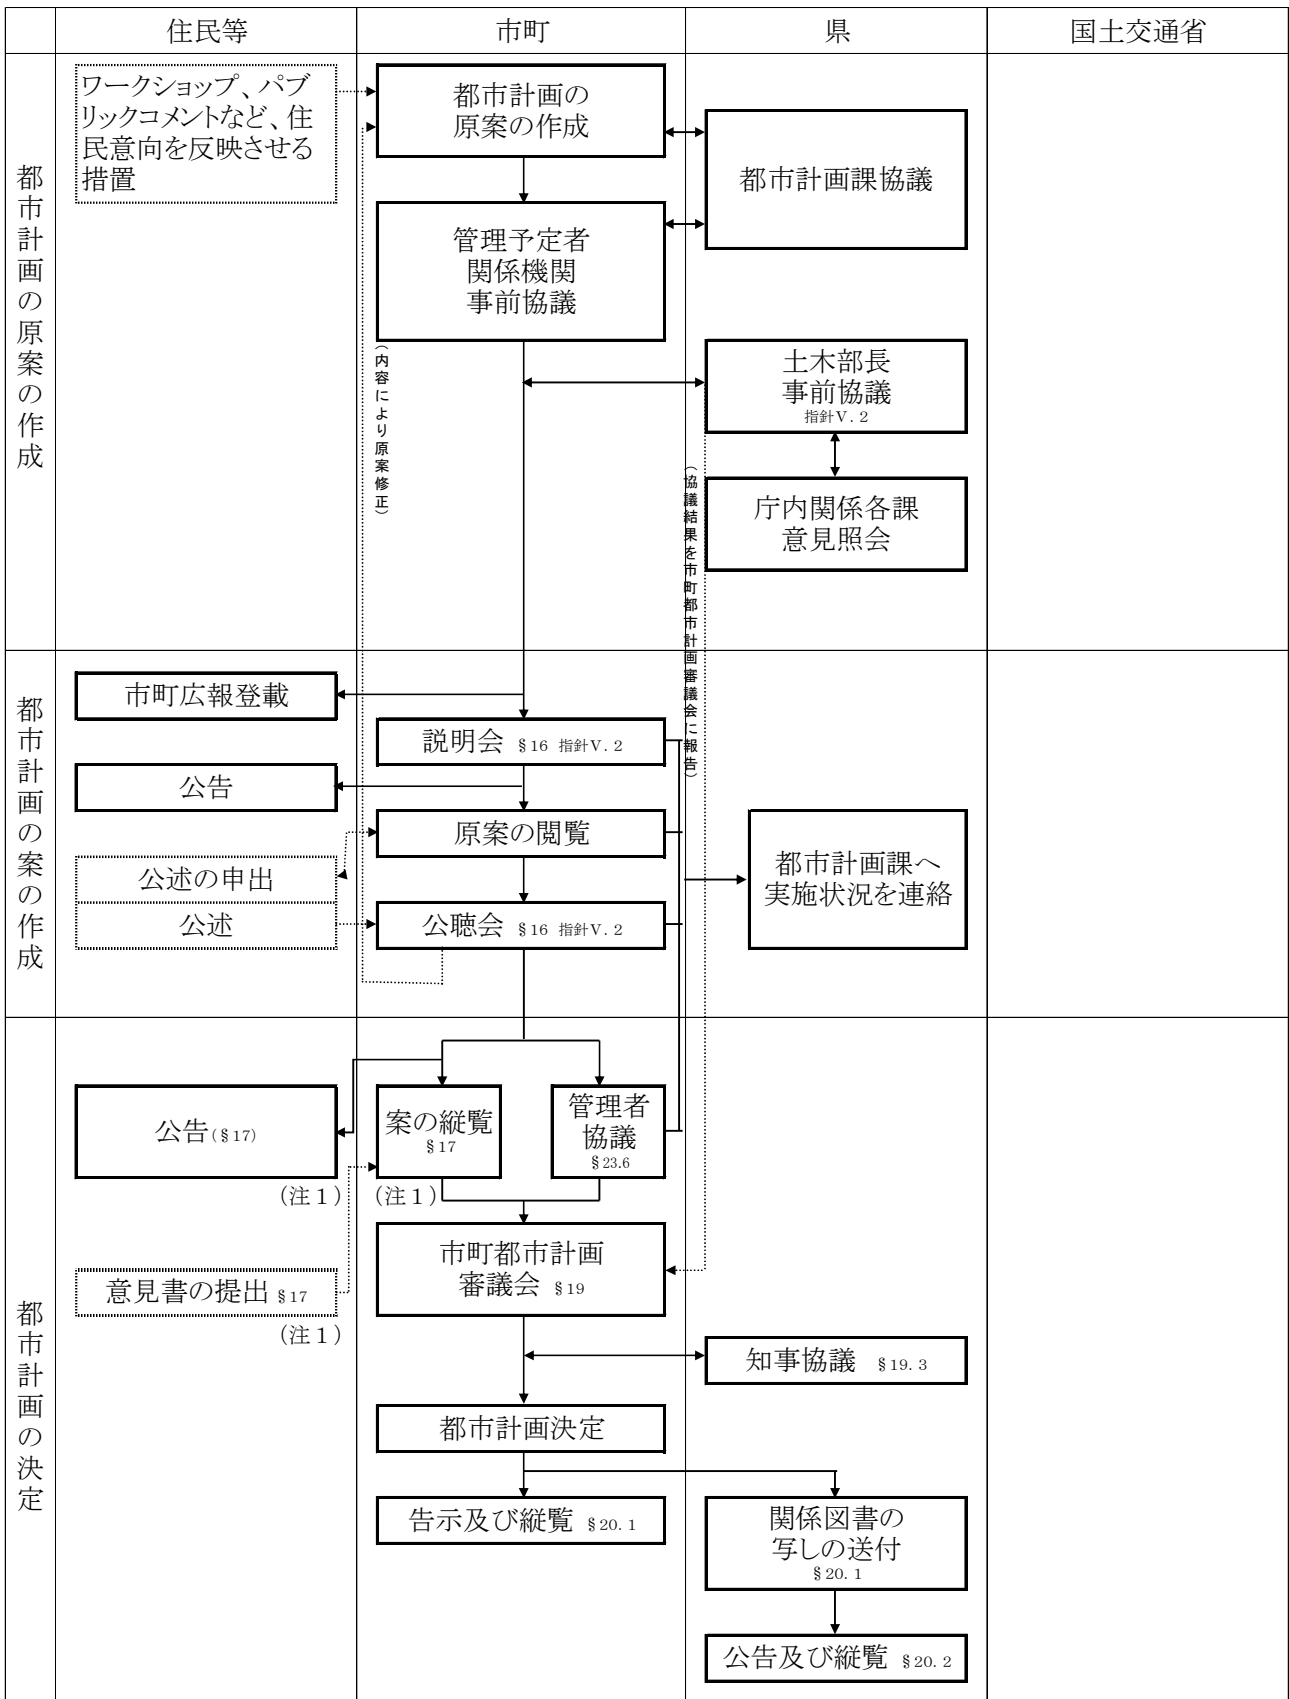 住民等
市町
県
国土交通省
都市計画の原案の作成
ワークショップ、パブ
リックコメントなど、住
民意向を反映させる
措置
都市計画の
原案の作成
都市計画課協議
管理予定者
関係機関
事前協議
（内容により原案修正）
土木部長
事前協議
指針Ⅴ．２
（協議結果を市町都市計画審議会に報告）
庁内関係各課
意見照会
都市計画の案の作成
市町広報登載
説明会 §16 指針Ⅴ．２
公告
原案の閲覧
公述の申出
公述
公聴会 §16 指針Ⅴ．２
都市計画課へ
実施状況を連絡
都市計画の決定
公告(§17)
（注１）
案の縦覧
§17
（注１）
管理者
協議
§23.6
市町都市計画
審議会 §19
意見書の提出 §17
（注１）
知事協議 §19．3
都市計画決定
告示及び縦覧 §20．1
関係図書の
写しの送付
§20．1
公告及び縦覧 §20．2